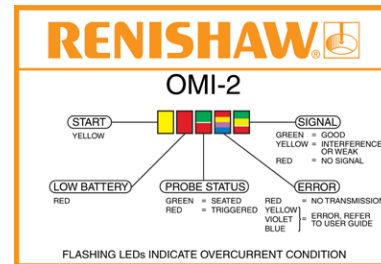 RENISHAW®
OMI-2
START
YELLOW
SIGNAL
GREEN = GOOD
YELLOW = INTERFERENCE
OR WEAK
RED = NO SIGNAL
LOW BATTERY
RED
PROBE STATUS
GREEN = SEATED
RED = TRIGGERED
ERROR
RED = NO TRANSMISSION
YELLOW
VIOLET
BLUE
= ERROR, REFER
TO USER GUIDE
FLASHING LEDs INDICATE OVERCURRENT CONDITION